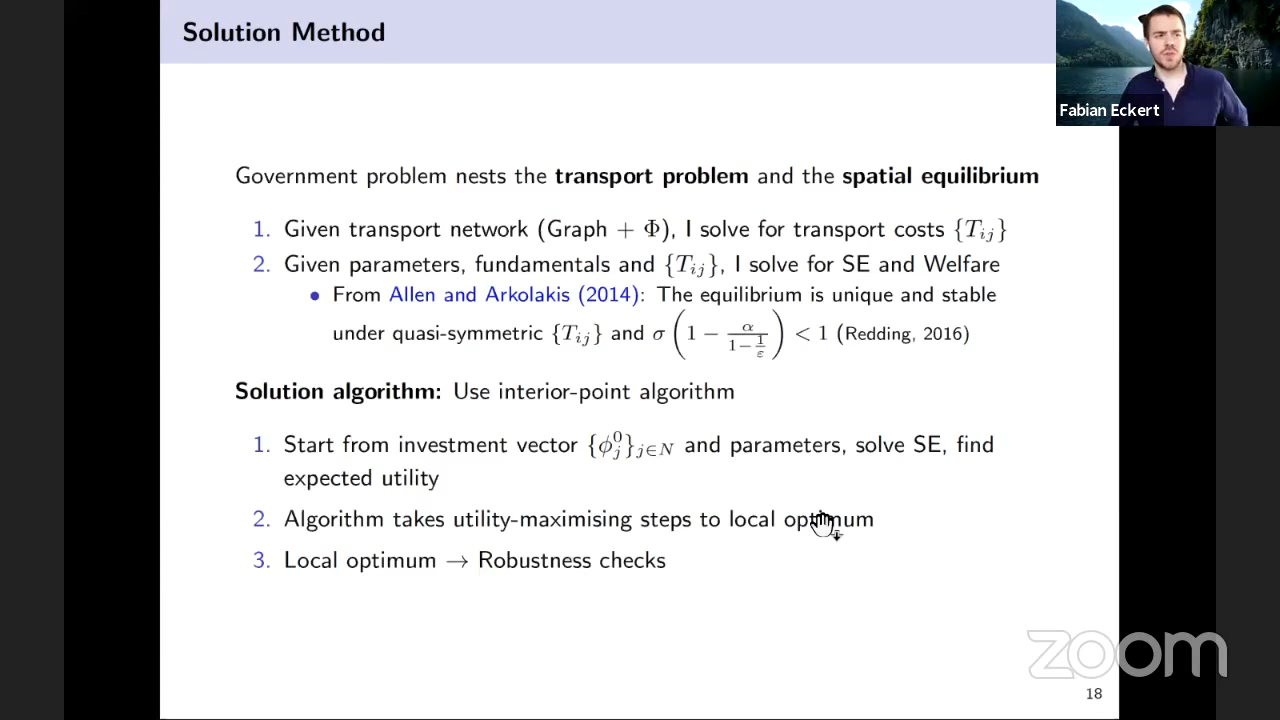 Solution Method
Fabian Eckert
Government problem nests the transport problem and the spatial equilibrium
1. Given transport network (Graph + Φ), I solve for transport costs {T_ij}
2. Given parameters, fundamentals and {T_ij}, I solve for SE and Welfare
• From Allen and Arkolakis (2014): The equilibrium is unique and stable
under quasi-symmetric {T_ij} and σ(1 − α/(1−1/ε)) < 1 (Redding, 2016)
Solution algorithm: Use interior-point algorithm
1. Start from investment vector {φ_j^0}_{j∈N} and parameters, solve SE, find
expected utility
2. Algorithm takes utility-maximising steps to local optimum
3. Local optimum → Robustness checks
zoom
18